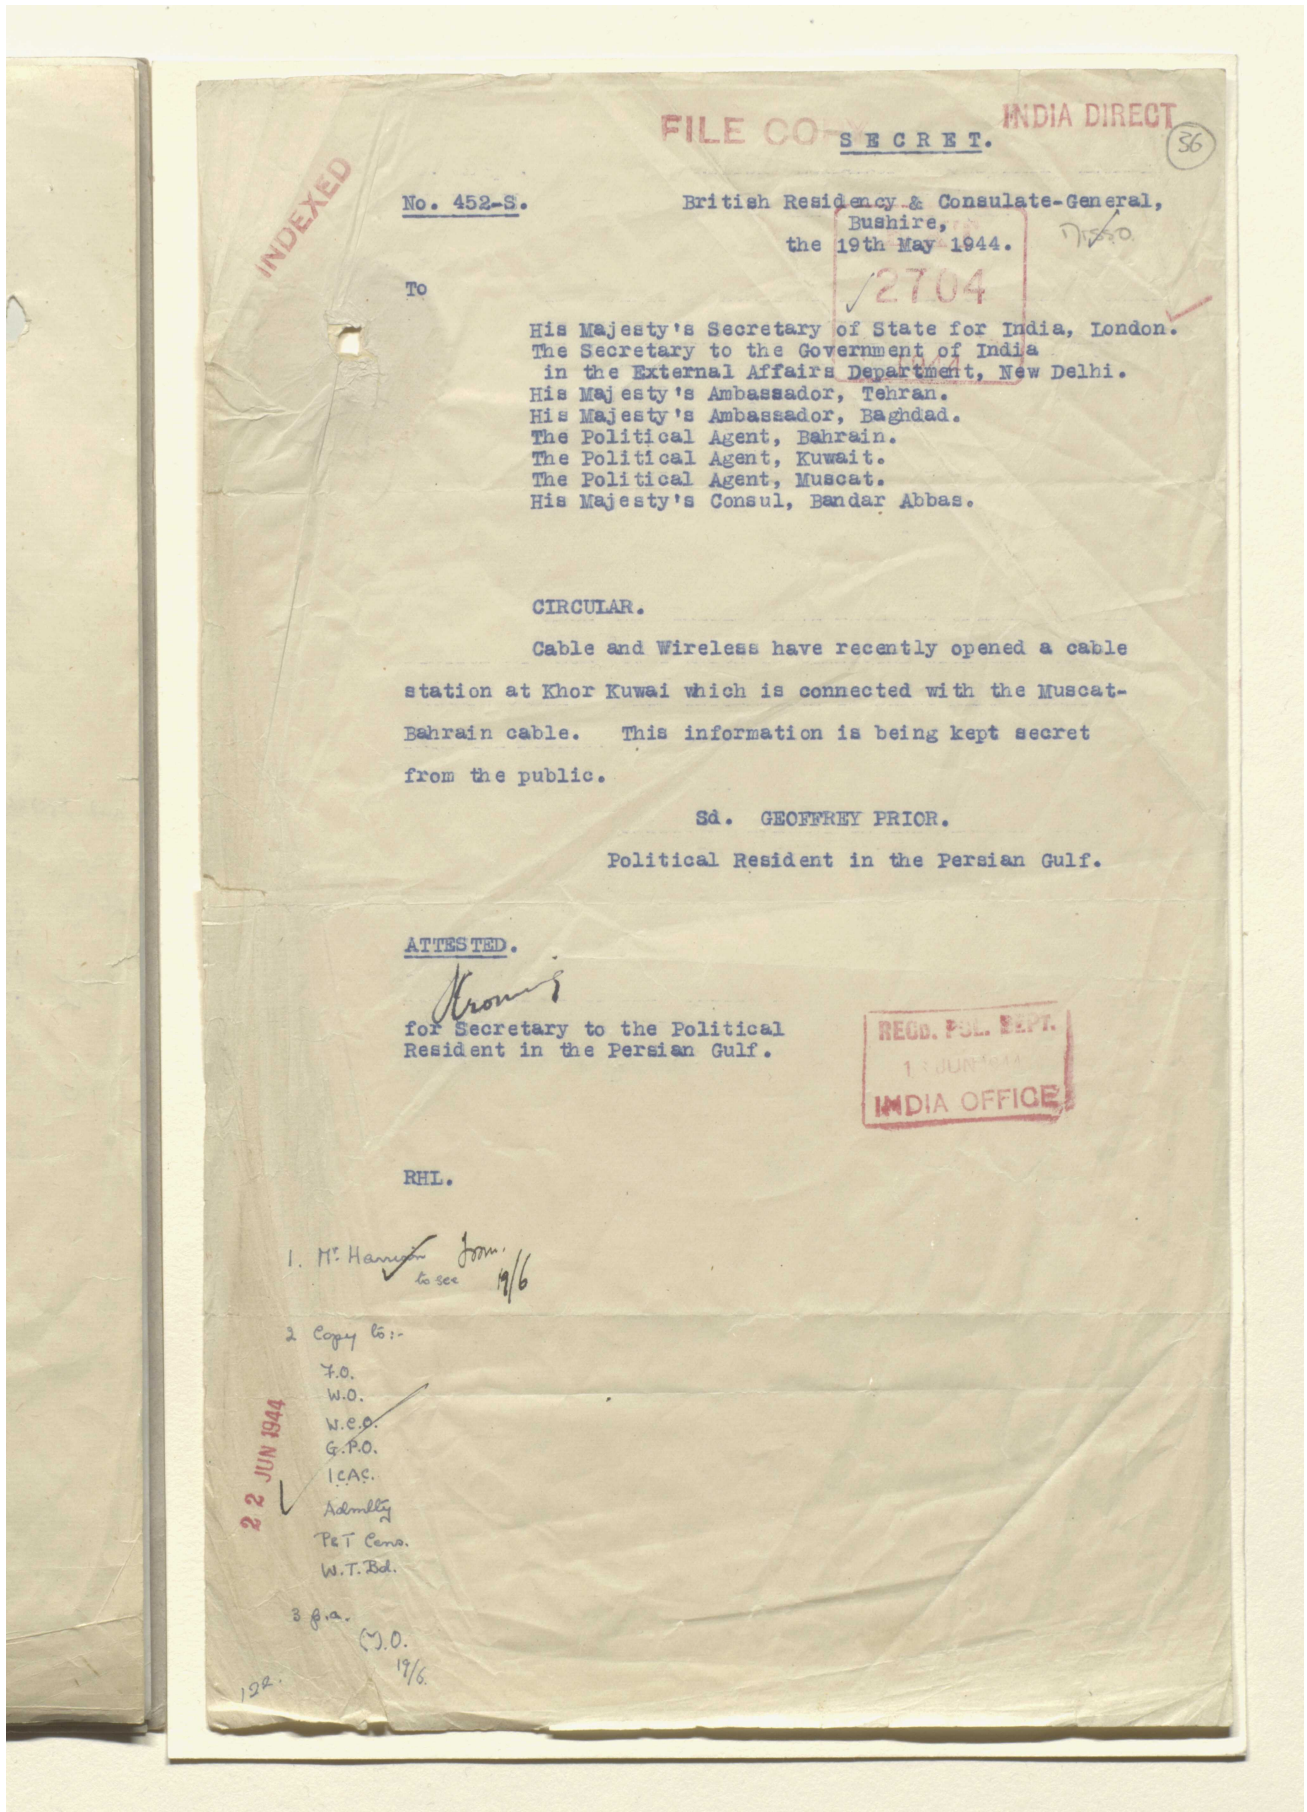 FILE COPY
INDIA DIRECT
SECRET.
36
INDEXED
No. 452-S.
British Residency & Consulate-General,
Bushire,
the 19th May 1944.
2704
To
His Majesty's Secretary of State for India, London.
The Secretary to the Government of India
in the External Affairs Department, New Delhi.
His Majesty's Ambassador, Tehran.
His Majesty's Ambassador, Baghdad.
The Political Agent, Bahrain.
The Political Agent, Kuwait.
The Political Agent, Muscat.
His Majesty's Consul, Bandar Abbas.
CIRCULAR.
Cable and Wireless have recently opened a cable
station at Khor Kuwai which is connected with the Muscat-
Bahrain cable. This information is being kept secret
from the public.
Sd. GEOFFREY PRIOR.
Political Resident in the Persian Gulf.
ATTESTED.
for Secretary to the Political
Resident in the Persian Gulf.
REGD. POL. DEPT.
JUN 1944
INDIA OFFICE
RHL.
1. Mr Harrison
to see 19/6
2 Copy to:-
F.O.
W.O.
W.C.O.
G.P.O.
I.C.A.C.
Admlty
P&T Cens.
W.T. Bd.
22 JUN 1944
3 f.a.
19/6.
122.